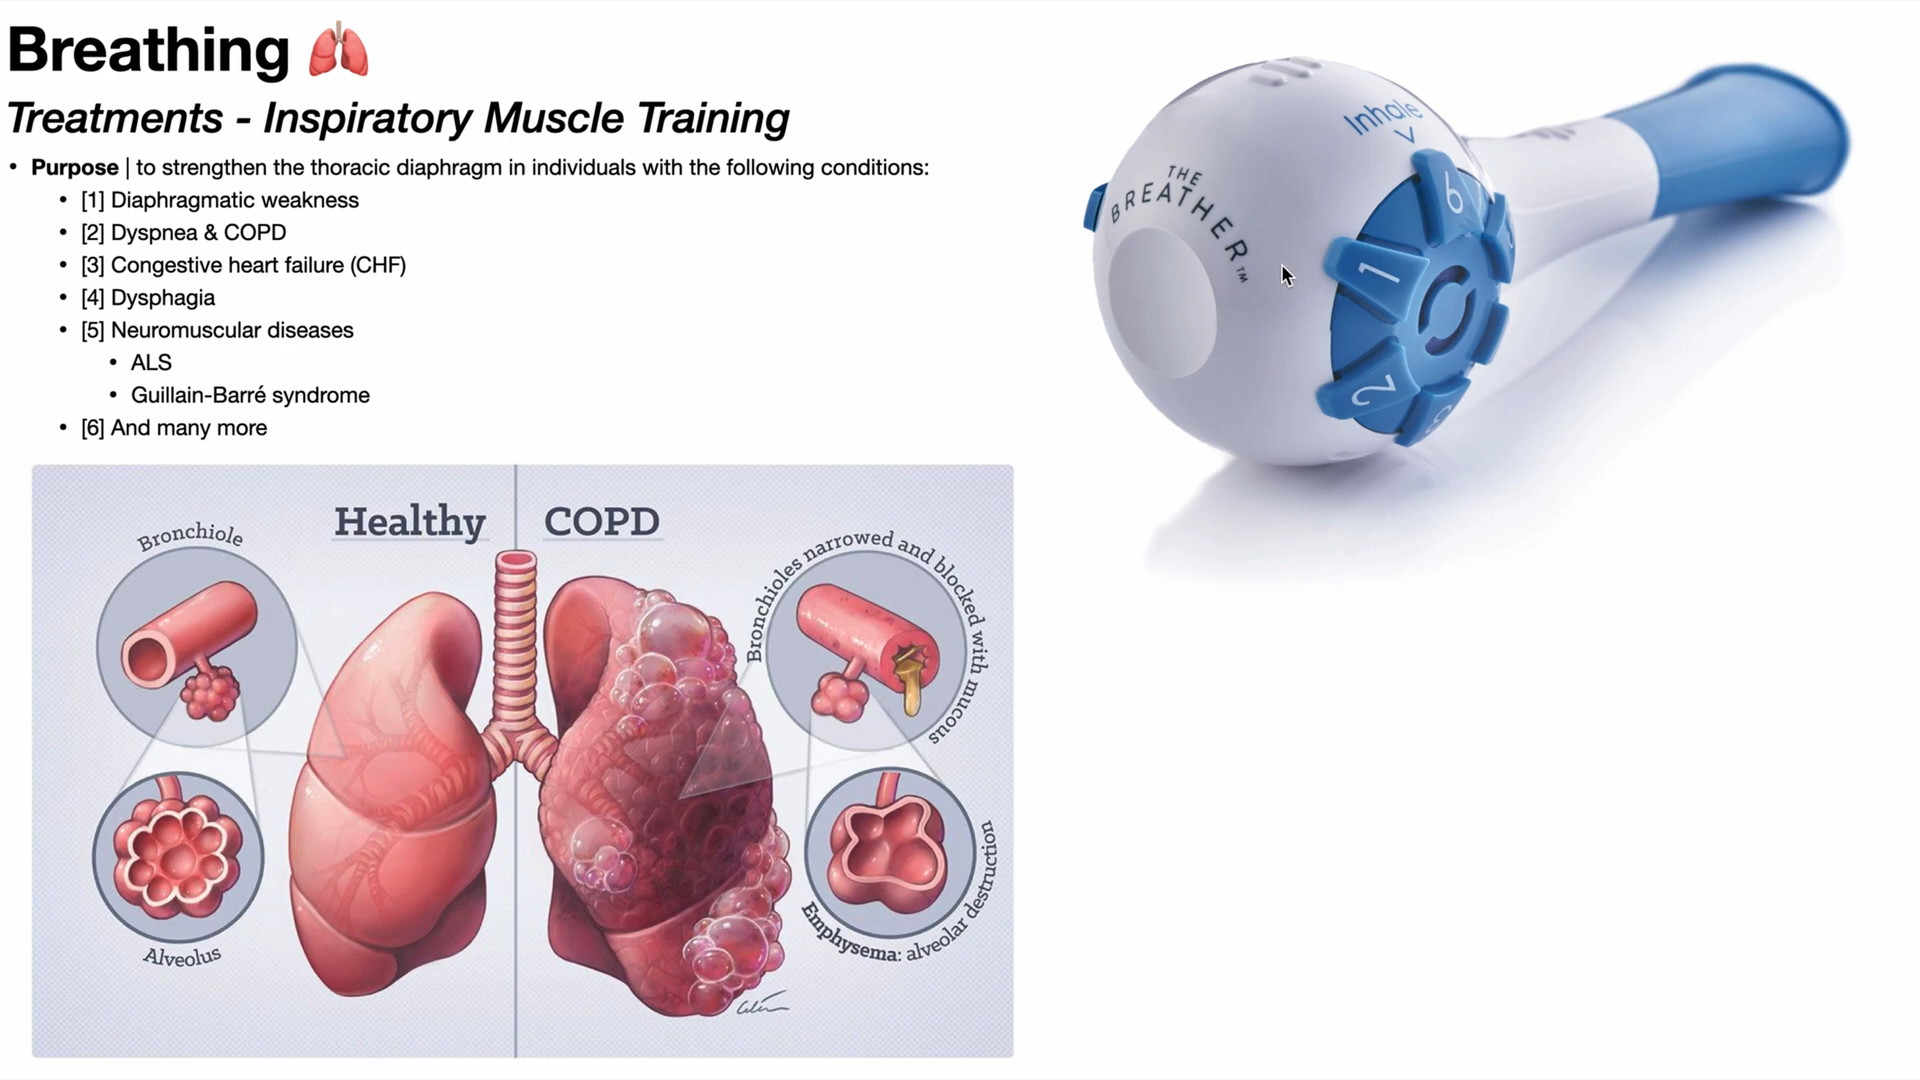 Breathing 🫁
Treatments - Inspiratory Muscle Training
• Purpose | to strengthen the thoracic diaphragm in individuals with the following conditions:
• [1] Diaphragmatic weakness
• [2] Dyspnea & COPD
• [3] Congestive heart failure (CHF)
• [4] Dysphagia
• [5] Neuromuscular diseases
• ALS
• Guillain-Barré syndrome
• [6] And many more
Healthy
COPD
Bronchiole
Bronchioles narrowed and blocked with mucous
Alveolus
Emphysema: alveolar destruction
Inhale
THE
BREATHER™
6
1
2
3